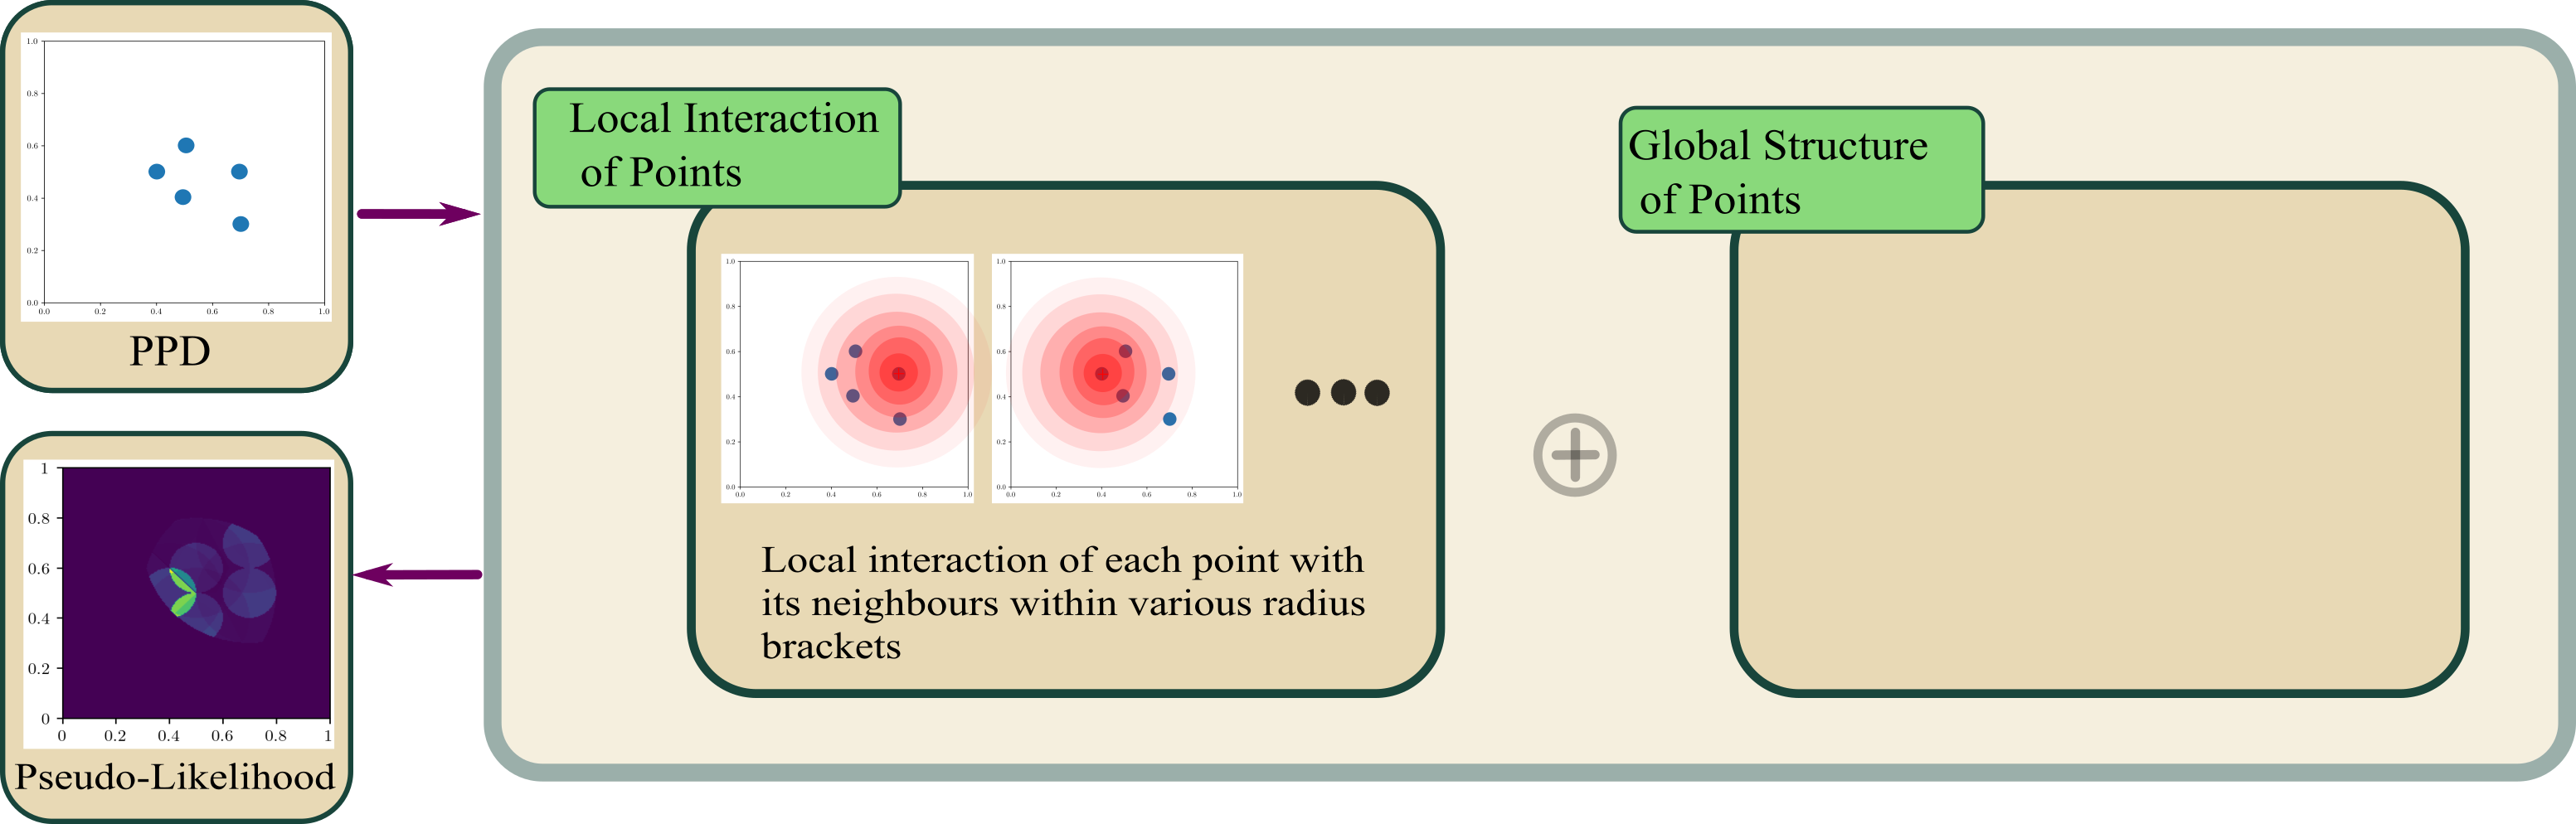 1.0
0.8
0.6
0.4
0.2
0.0
0.0 0.2 0.4 0.6 0.8 1.0
PPD
Local Interaction
of Points
1.0
0.8
0.6
0.4
0.2
0.0
0.0 0.2 0.4 0.6 0.8 1.0
1.0
0.8
0.6
0.4
0.2
0.0
0.0 0.2 0.4 0.6 0.8 1.0
Local interaction of each point with
its neighbours within various radius
brackets
Global Structure
of Points
1
0.8
0.6
0.4
0.2
0
0 0.2 0.4 0.6 0.8 1
Pseudo-Likelihood